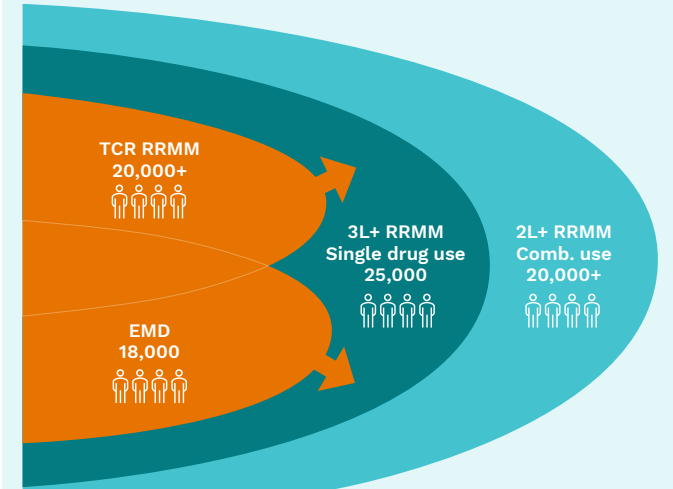 TCR RRMM
20,000+
3L+ RRMM
Single drug use
25,000
2L+ RRMM
Comb. use
20,000+
EMD
18,000